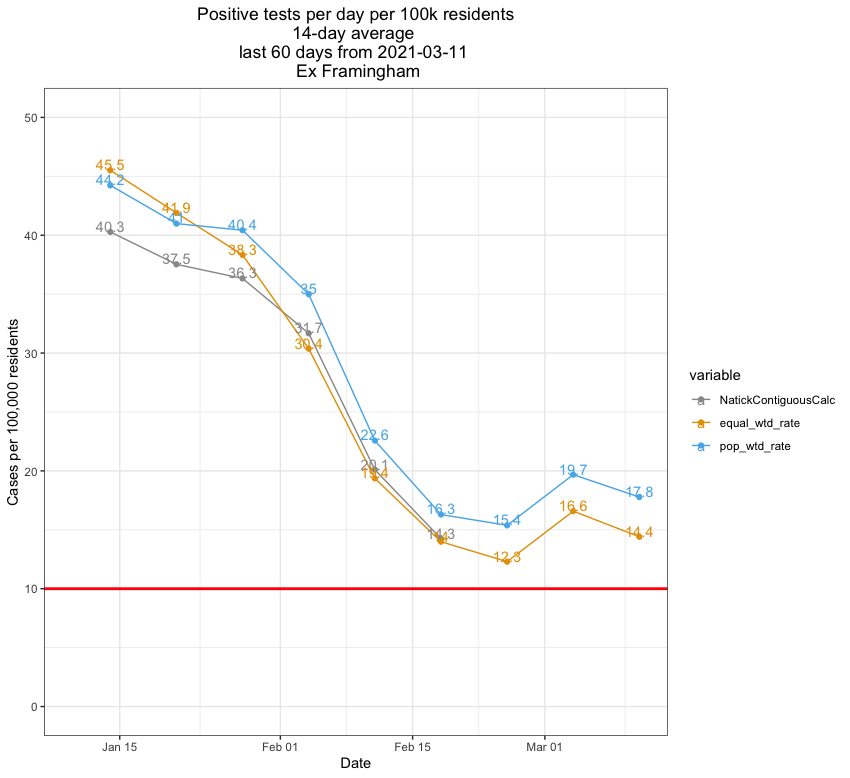 Positive tests per day per 100k residents
14-day average
last 60 days from 2021-03-11
Ex Framingham
Cases per 100,000 residents
50
40
30
20
10
0
45.5
44.2
40.3
41.9
41
37.5
40.4
38.3
36.3
35
31.7
30.4
22.6
20.1
19.4
16.3
14.3
14
15.4
12.3
19.7
16.6
17.8
14.4
Jan 15
Feb 01
Feb 15
Mar 01
Date
variable
a NatickContiguousCalc
a equal_wtd_rate
a pop_wtd_rate